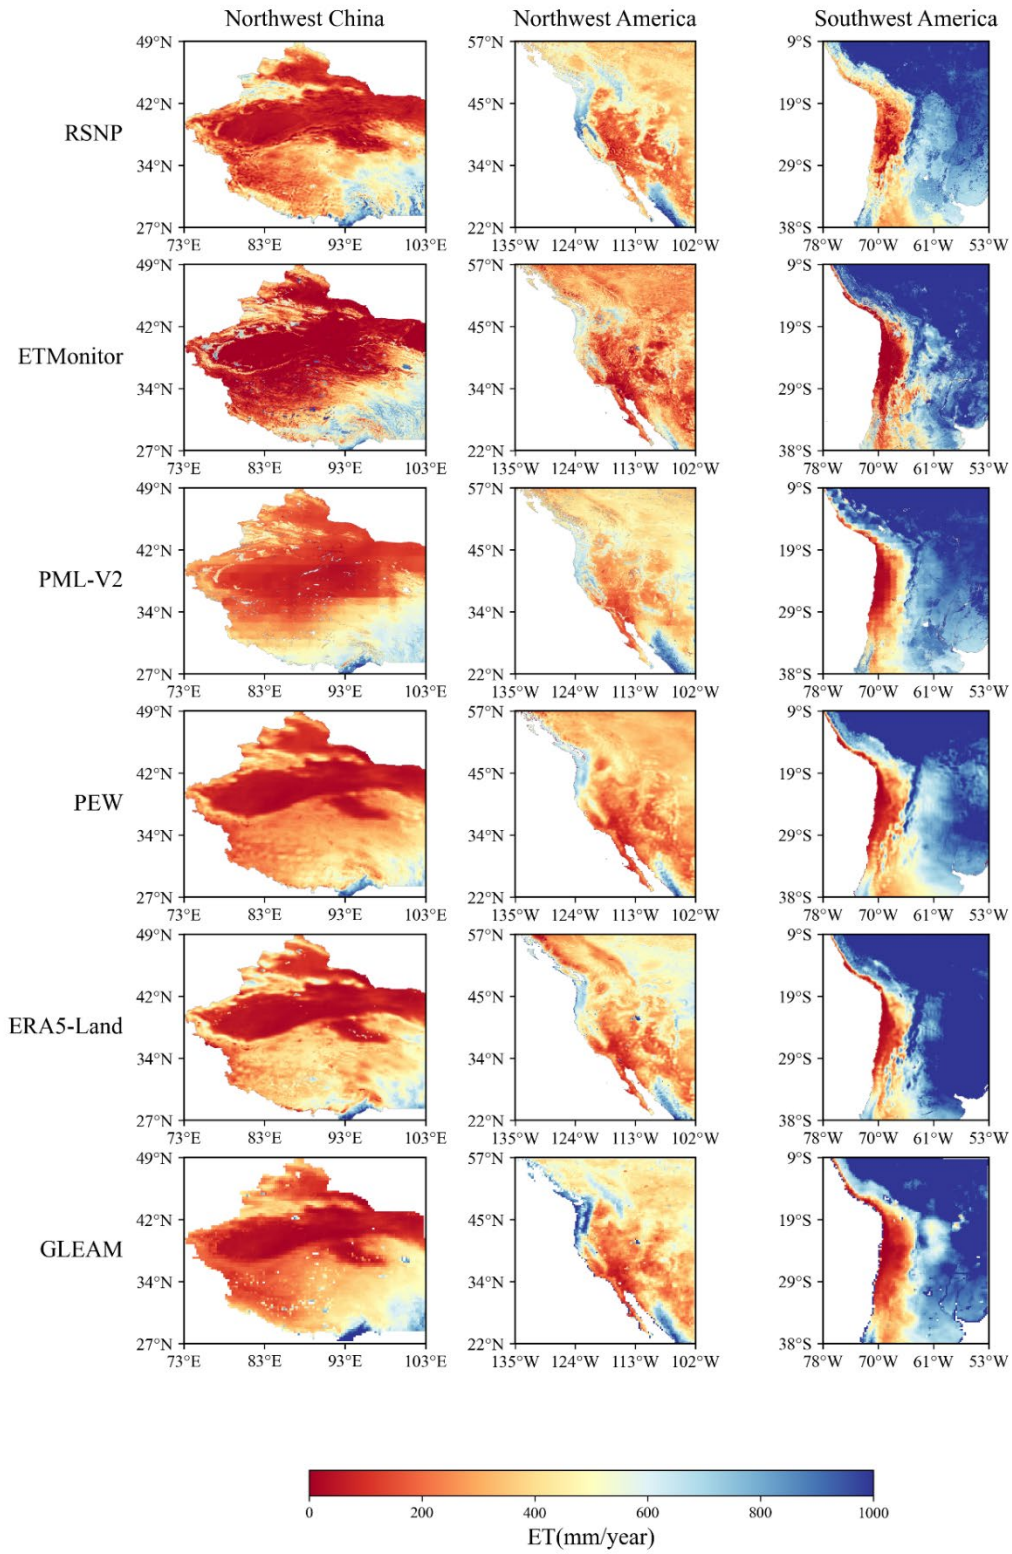 Northwest China Northwest America Southwest America
49°N 57°N 9°S
42°N 45°N 19°S
RSNP
34°N 34°N 29°S
27°N 22°N 38°S
73°E 83°E 93°E 103°E 135°W 124°W 113°W 102°W 78°W 70°W 61°W 53°W
49°N 57°N 9°S
42°N 45°N 19°S
ETMonitor
34°N 34°N 29°S
27°N 22°N 38°S
73°E 83°E 93°E 103°E 135°W 124°W 113°W 102°W 78°W 70°W 61°W 53°W
49°N 57°N 9°S
42°N 45°N 19°S
PML-V2
34°N 34°N 29°S
27°N 22°N 38°S
73°E 83°E 93°E 103°E 135°W 124°W 113°W 102°W 78°W 70°W 61°W 53°W
49°N 57°N 9°S
42°N 45°N 19°S
PEW
34°N 34°N 29°S
27°N 22°N 38°S
73°E 83°E 93°E 103°E 135°W 124°W 113°W 102°W 78°W 70°W 61°W 53°W
49°N 57°N 9°S
42°N 45°N 19°S
ERA5-Land
34°N 34°N 29°S
27°N 22°N 38°S
73°E 83°E 93°E 103°E 135°W 124°W 113°W 102°W 78°W 70°W 61°W 53°W
49°N 57°N 9°S
42°N 45°N 19°S
GLEAM
34°N 34°N 29°S
27°N 22°N 38°S
73°E 83°E 93°E 103°E 135°W 124°W 113°W 102°W 78°W 70°W 61°W 53°W
0 200 400 600 800 1000
ET(mm/year)